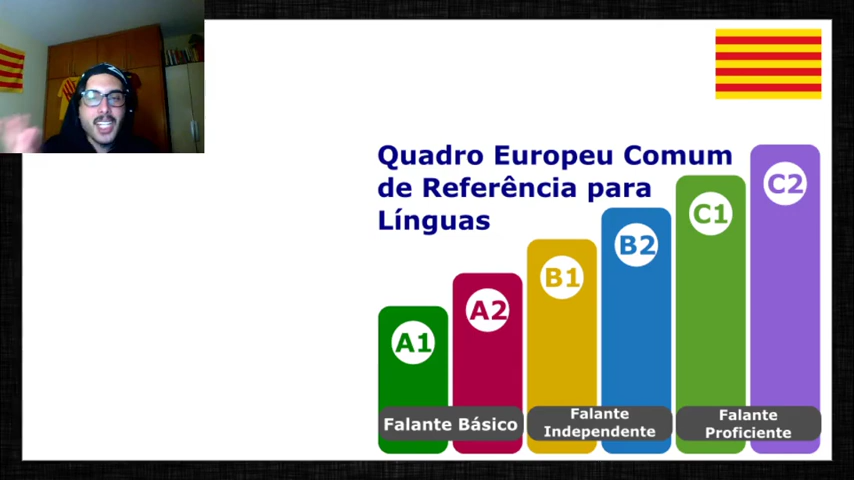 Quadro Europeu Comum
de Referência para
Línguas
A1
A2
B1
B2
C1
C2
Falante Básico
Falante
Independente
Falante
Proficiente